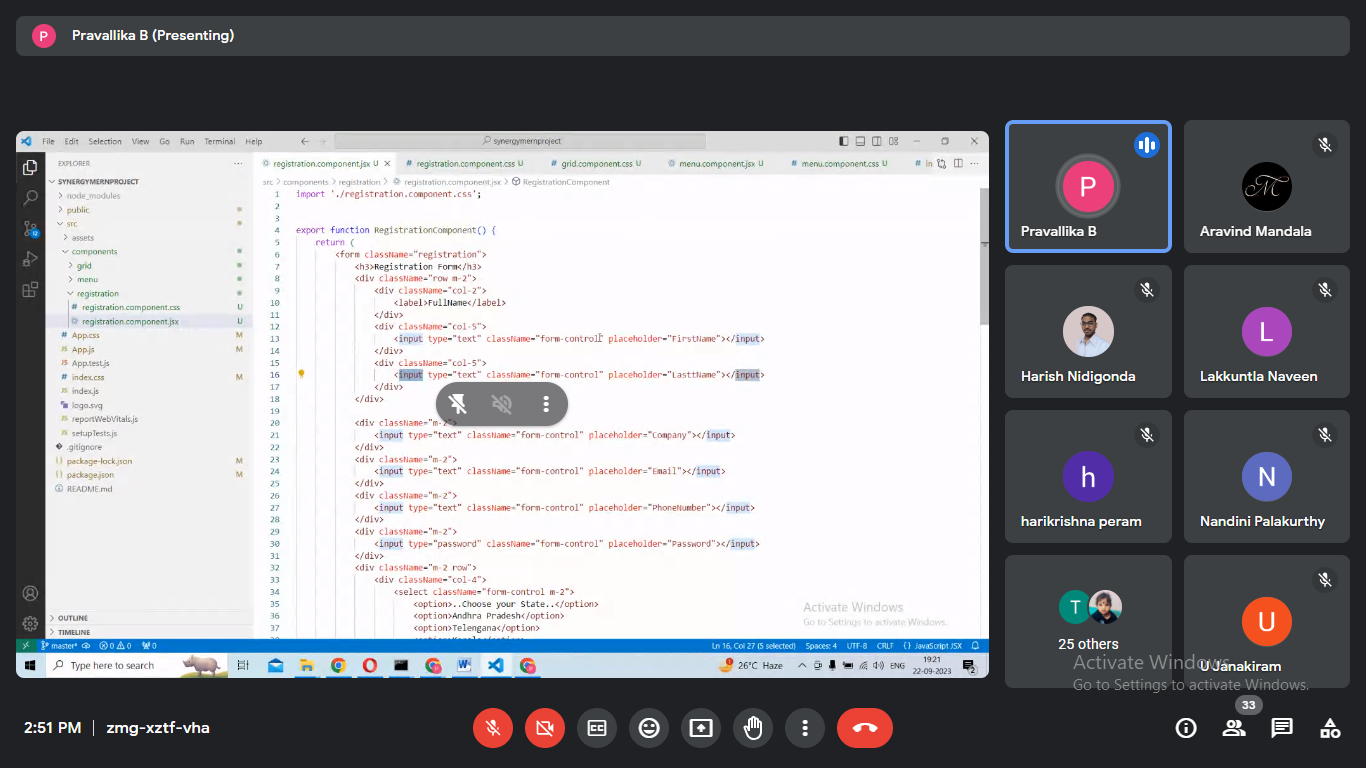 P Pravallika B (Presenting)
File Edit Selection View Go Run Terminal Help
synergymernproject
EXPLORER
SYNERGYMERNPROJECT
node_modules
public
src
assets
components
grid
menu
registration
# registration.component.css U
registration.component.jsx U
# App.css M
JS App.js M
JS App.test.js
# index.css M
JS index.js
logo.svg
JS reportWebVitals.js
JS setupTests.js
.gitignore
{} package-lock.json M
{} package.json M
README.md
OUTLINE
TIMELINE
registration.component.jsx U # registration.component.css U # grid.component.css U menu.component.jsx U # menu.component.css U # in
src > components > registration > registration.component.jsx > RegistrationComponent
1 import './registration.component.css';
2
3
4 export function RegistrationComponent() {
5 return (
6 <form className="registration">
7 <h3>Registration Form</h3>
8 <div className="row m-2">
9 <div className="col-2">
10 <label>FullName</label>
11 </div>
12 <div className="col-5">
13 <input type="text" className="form-control" placeholder="FirstName"></input>
14 </div>
15 <div className="col-5">
16 <input type="text" className="form-control" placeholder="LasttName"></input>
17 </div>
18 </div>
19
20 <div className="m-2">
21 <input type="text" className="form-control" placeholder="Company"></input>
22 </div>
23 <div className="m-2">
24 <input type="text" className="form-control" placeholder="Email"></input>
25 </div>
26 <div className="m-2">
27 <input type="text" className="form-control" placeholder="PhoneNumber"></input>
28 </div>
29 <div className="m-2">
30 <input type="password" className="form-control" placeholder="Password"></input>
31 </div>
32 <div className="m-2 row">
33 <div className="col-4">
34 <select className="form-control m-2">
35 <option>..Choose your State..</option>
36 <option>Andhra Pradesh</option>
37 <option>Telengana</option>
Activate Windows
Go to Settings to activate Windows.
master* 0 0 0 Ln 16, Col 27 (5 selected) Spaces: 4 UTF-8 CRLF {} JavaScript JSX
Type here to search
26°C Haze ENG 19:21
22-09-2023 2
P
Pravallika B
Aravind Mandala
Harish Nidigonda
L
Lakkuntla Naveen
h
harikrishna peram
N
Nandini Palakurthy
T
25 others
U
U Janakiram
Activate Windows
Go to Settings to activate Windows.
2:51 PM | zmg-xztf-vha
33